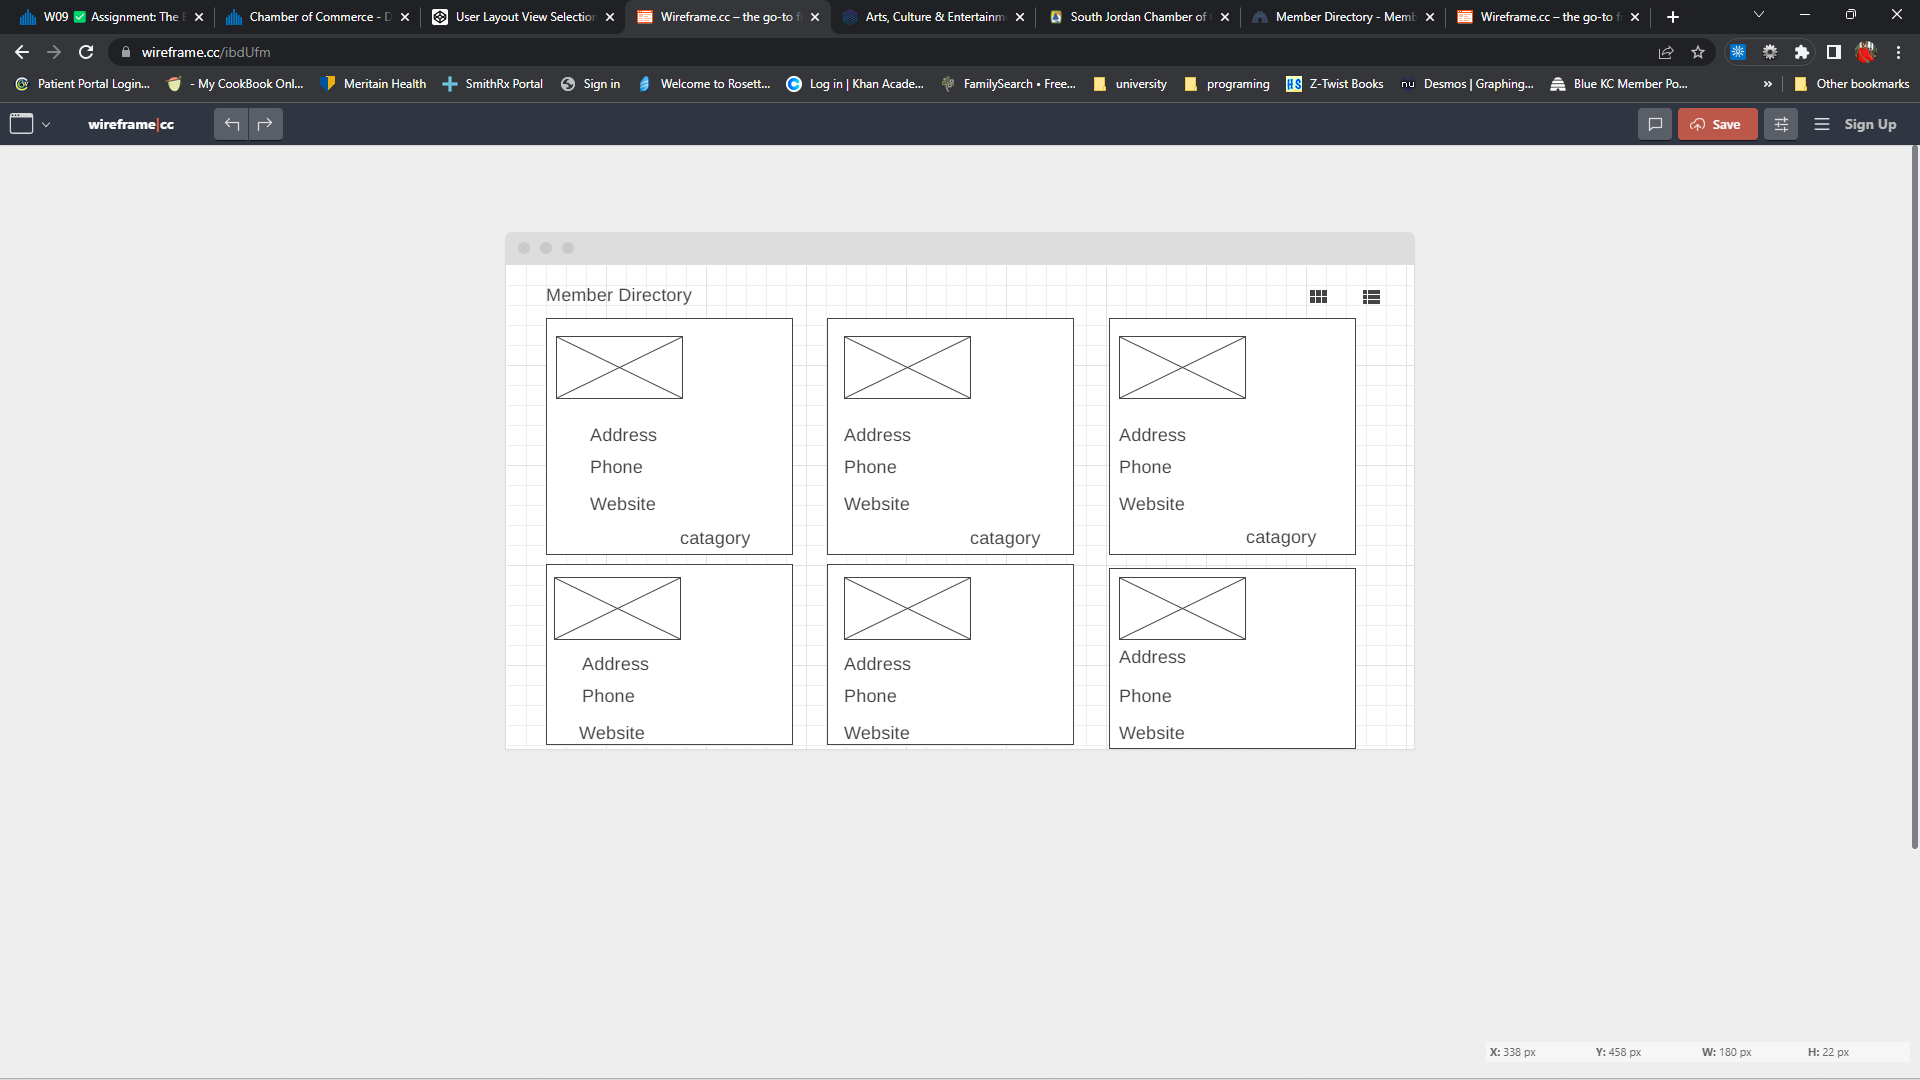 W09 ✅ Assignment: The
Chamber of Commerce - D
User Layout View Selection
Wireframe.cc – the go-to f
Arts, Culture & Entertainm
South Jordan Chamber of
Member Directory - Memb
Wireframe.cc – the go-to f
wireframe.cc/ibdUfm
Patient Portal Login...
- My CookBook Onl...
Meritain Health
SmithRx Portal
Sign in
Welcome to Rosett...
Log in | Khan Acade...
FamilySearch • Free...
university
programing
HS Z-Twist Books
nu Desmos | Graphing...
Blue KC Member Po...
»
Other bookmarks
wireframe|cc
Save
Sign Up
Member Directory
Address
Phone
Website
catagory
Address
Phone
Website
catagory
Address
Phone
Website
catagory
Address
Phone
Website
Address
Phone
Website
Address
Phone
Website
X: 338 px
Y: 458 px
W: 180 px
H: 22 px